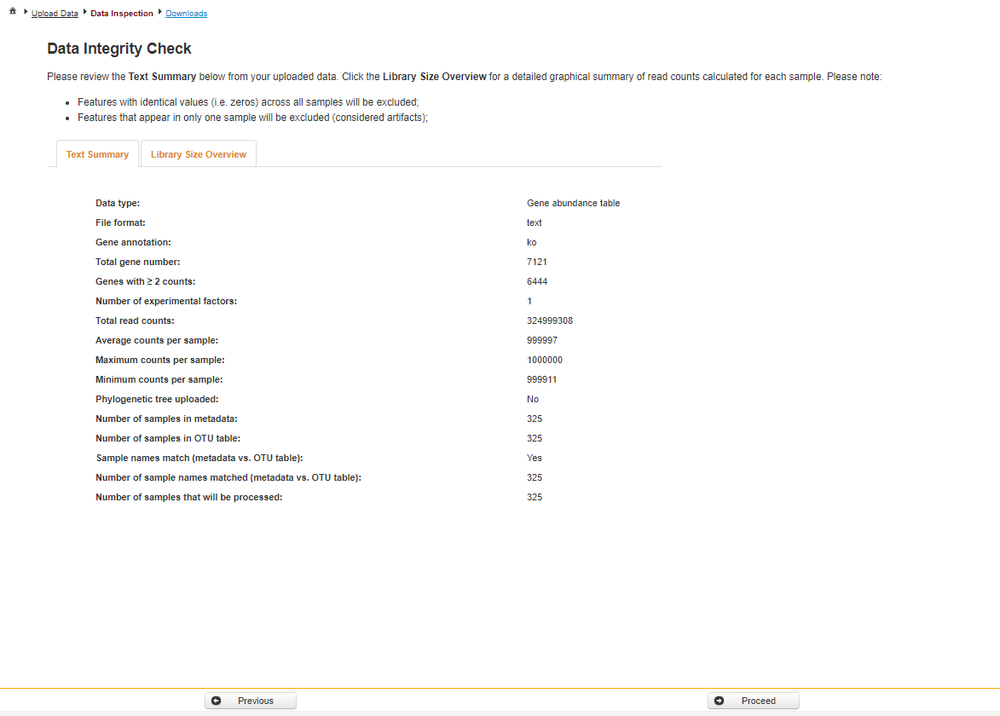 Upload Data Data Inspection Downloads
Data Integrity Check
Please review the Text Summary below from your uploaded data. Click the Library Size Overview for a detailed graphical summary of read counts calculated for each sample. Please note:
Features with identical values (i.e. zeros) across all samples will be excluded;
Features that appear in only one sample will be excluded (considered artifacts);
Text Summary Library Size Overview
Data type: Gene abundance table
File format: text
Gene annotation: ko
Total gene number: 7121
Genes with ≥ 2 counts: 6444
Number of experimental factors: 1
Total read counts: 324999308
Average counts per sample: 999997
Maximum counts per sample: 1000000
Minimum counts per sample: 999911
Phylogenetic tree uploaded: No
Number of samples in metadata: 325
Number of samples in OTU table: 325
Sample names match (metadata vs. OTU table): Yes
Number of sample names matched (metadata vs. OTU table): 325
Number of samples that will be processed: 325
Previous Proceed